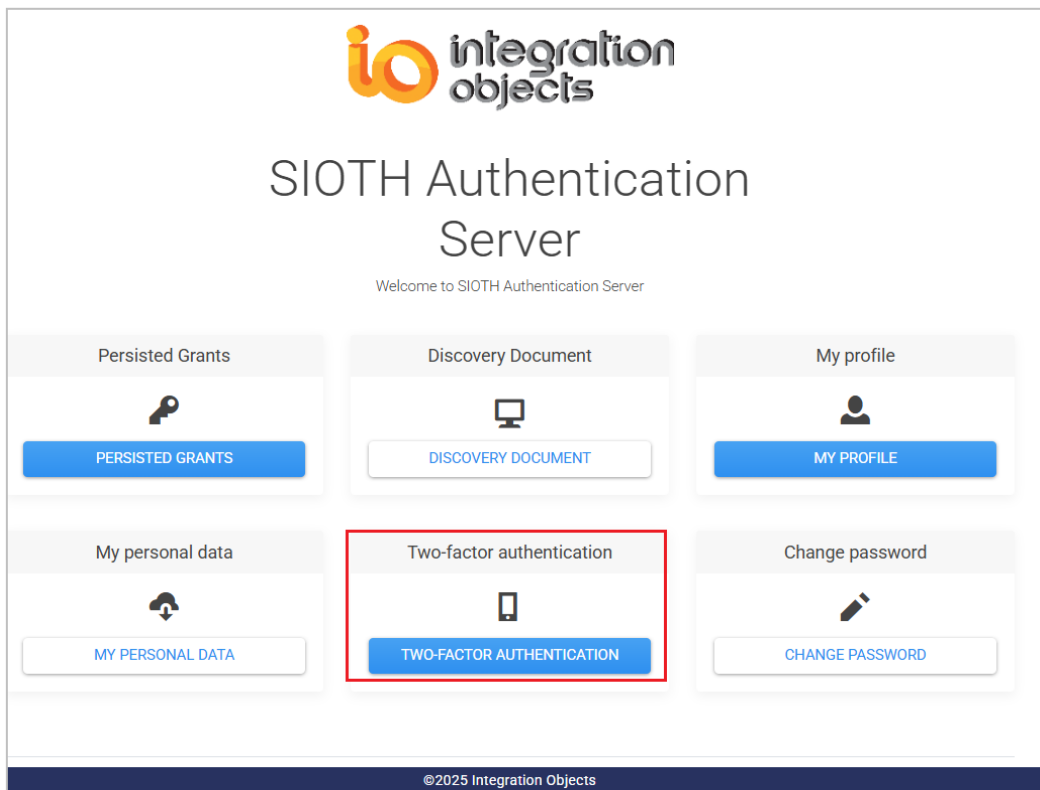 io integration
objects
SIOTH Authentication
Server
Welcome to SIOTH Authentication Server
Persisted Grants
PERSISTED GRANTS
Discovery Document
DISCOVERY DOCUMENT
My profile
MY PROFILE
My personal data
MY PERSONAL DATA
Two-factor authentication
TWO-FACTOR AUTHENTICATION
Change password
CHANGE PASSWORD
©2025 Integration Objects